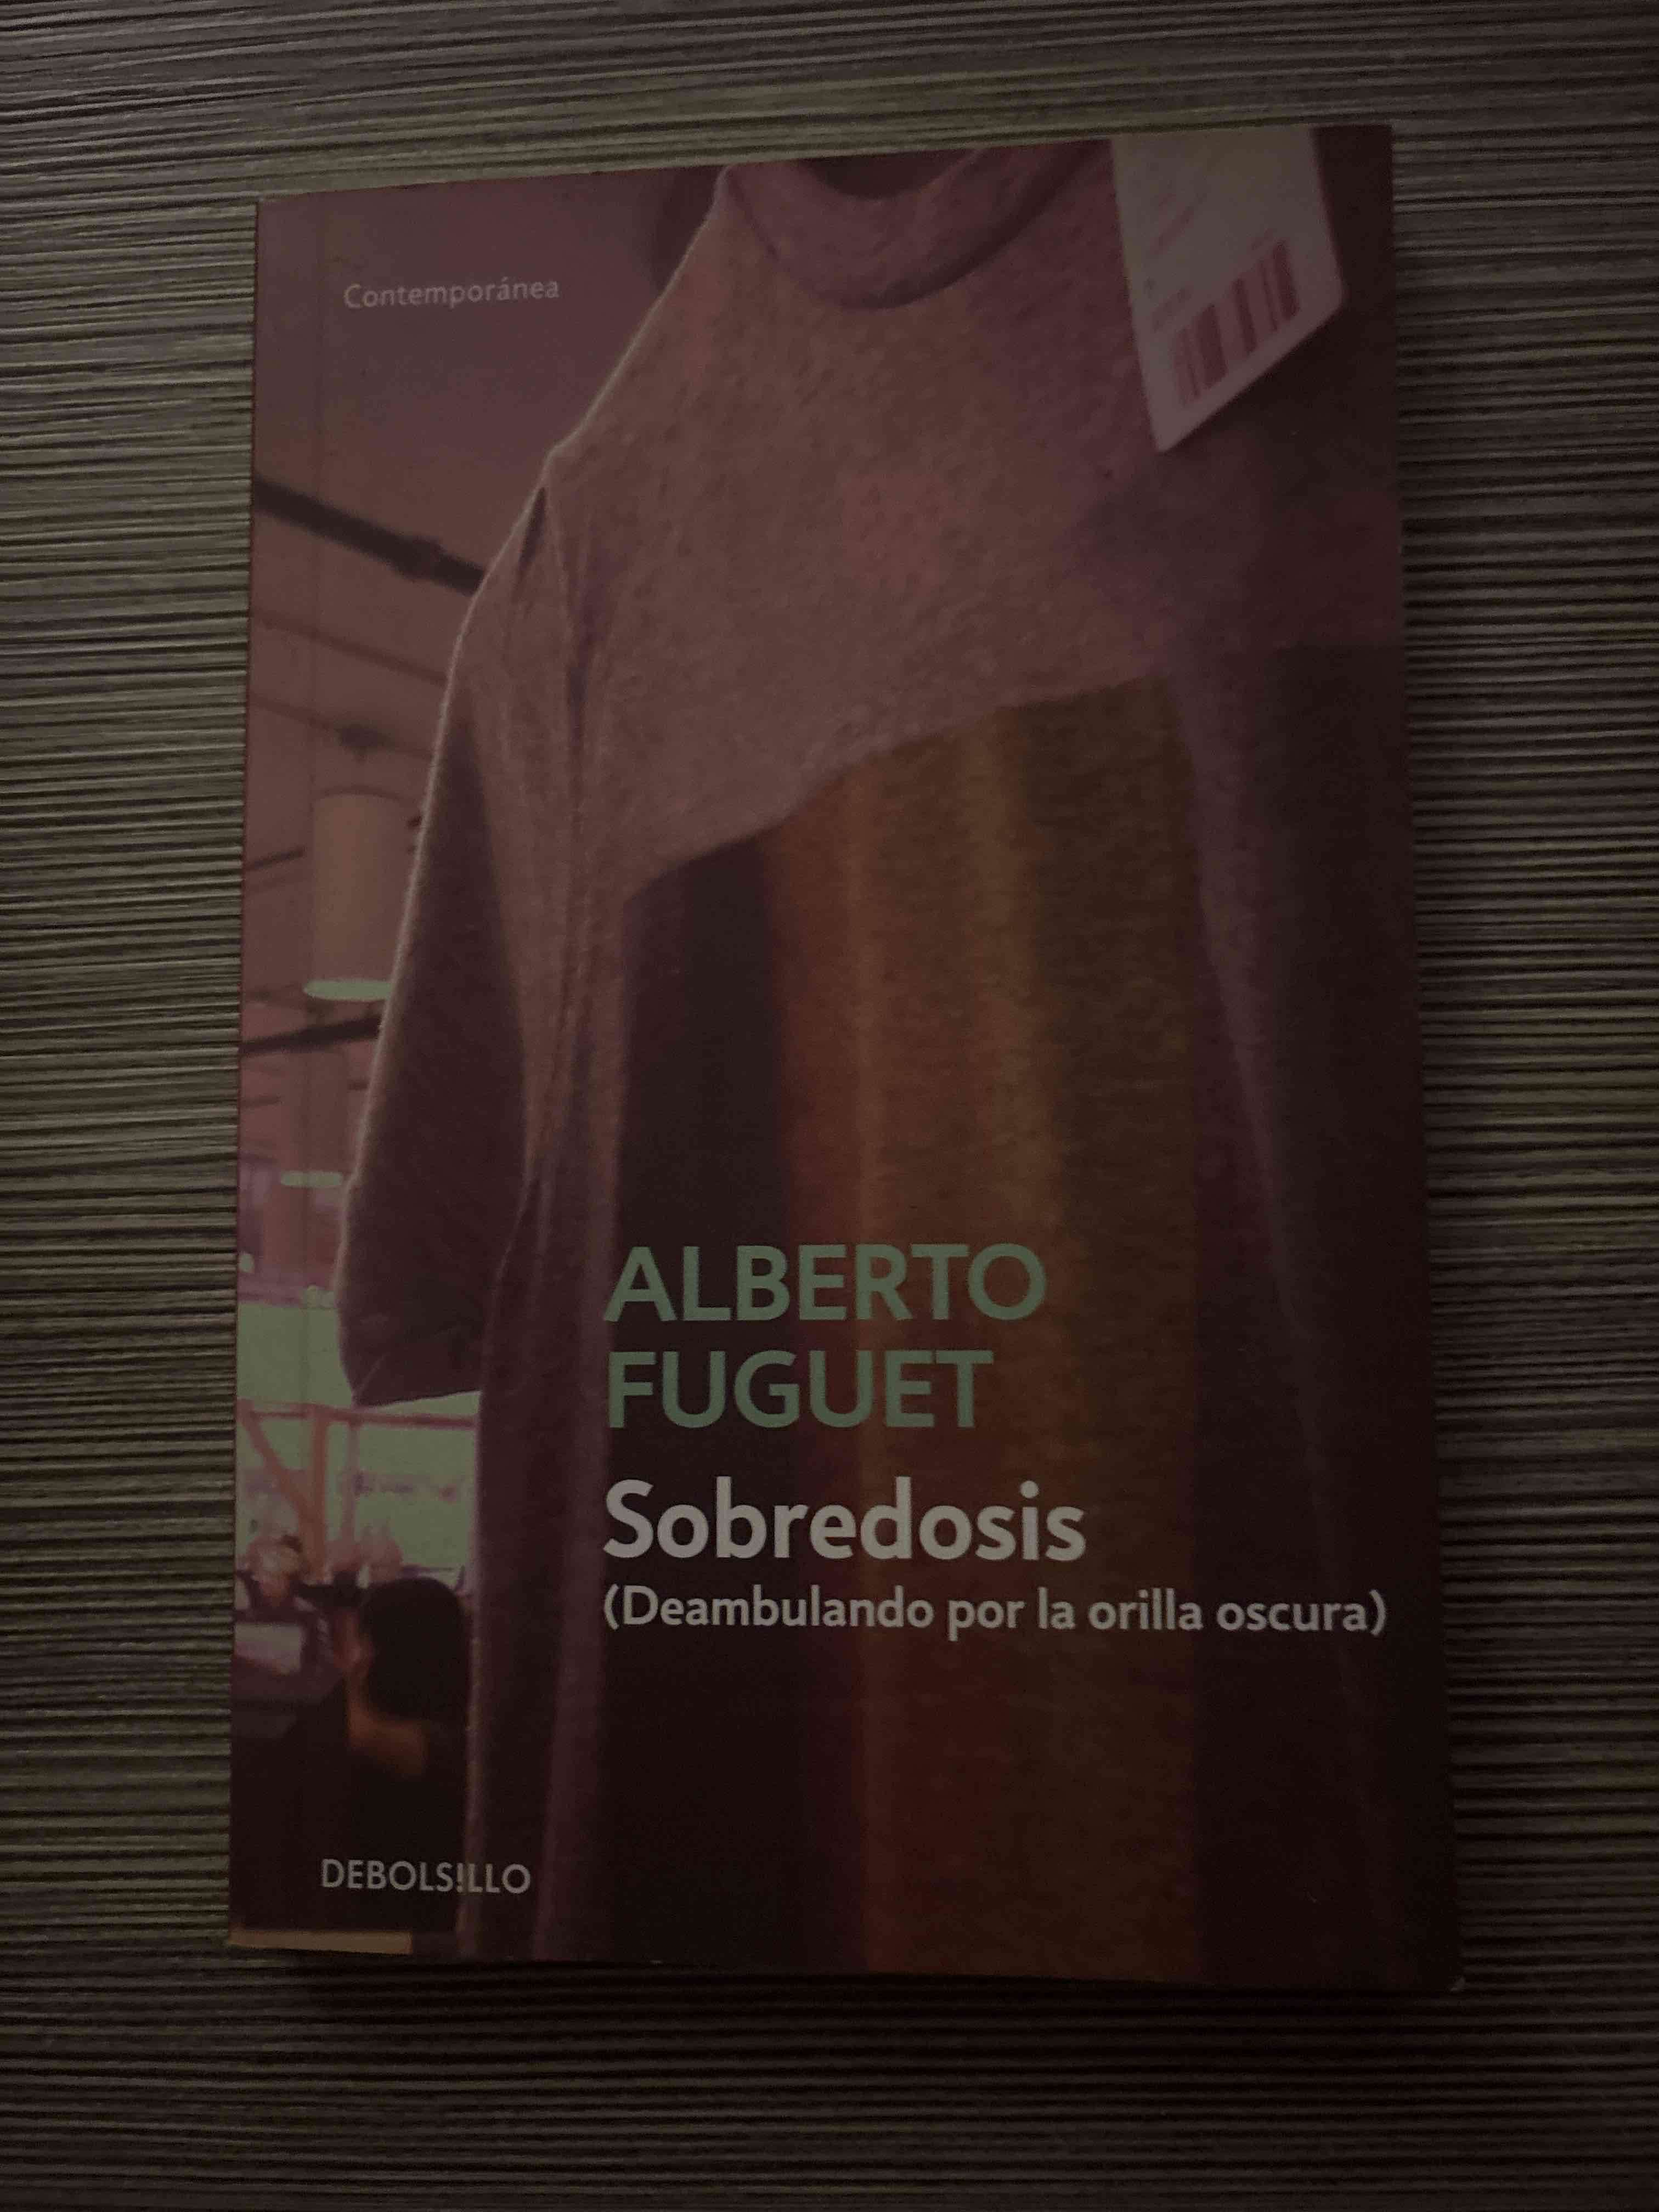 Contemporánea
ALBERTO
FUGUET
Sobredosis
(Deambulando por la orilla oscura)
DEBOLS!LLO